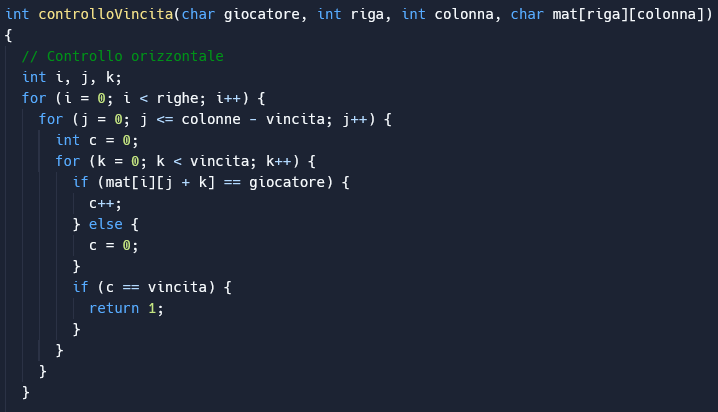 int controlloVincita(char giocatore, int riga, int colonna, char mat[riga][colonna])
{
  // Controllo orizzontale
  int i, j, k;
  for (i = 0; i < righe; i++) {
    for (j = 0; j <= colonne - vincita; j++) {
      int c = 0;
      for (k = 0; k < vincita; k++) {
        if (mat[i][j + k] == giocatore) {
          c++;
        } else {
          c = 0;
        }
        if (c == vincita) {
          return 1;
        }
      }
    }
  }